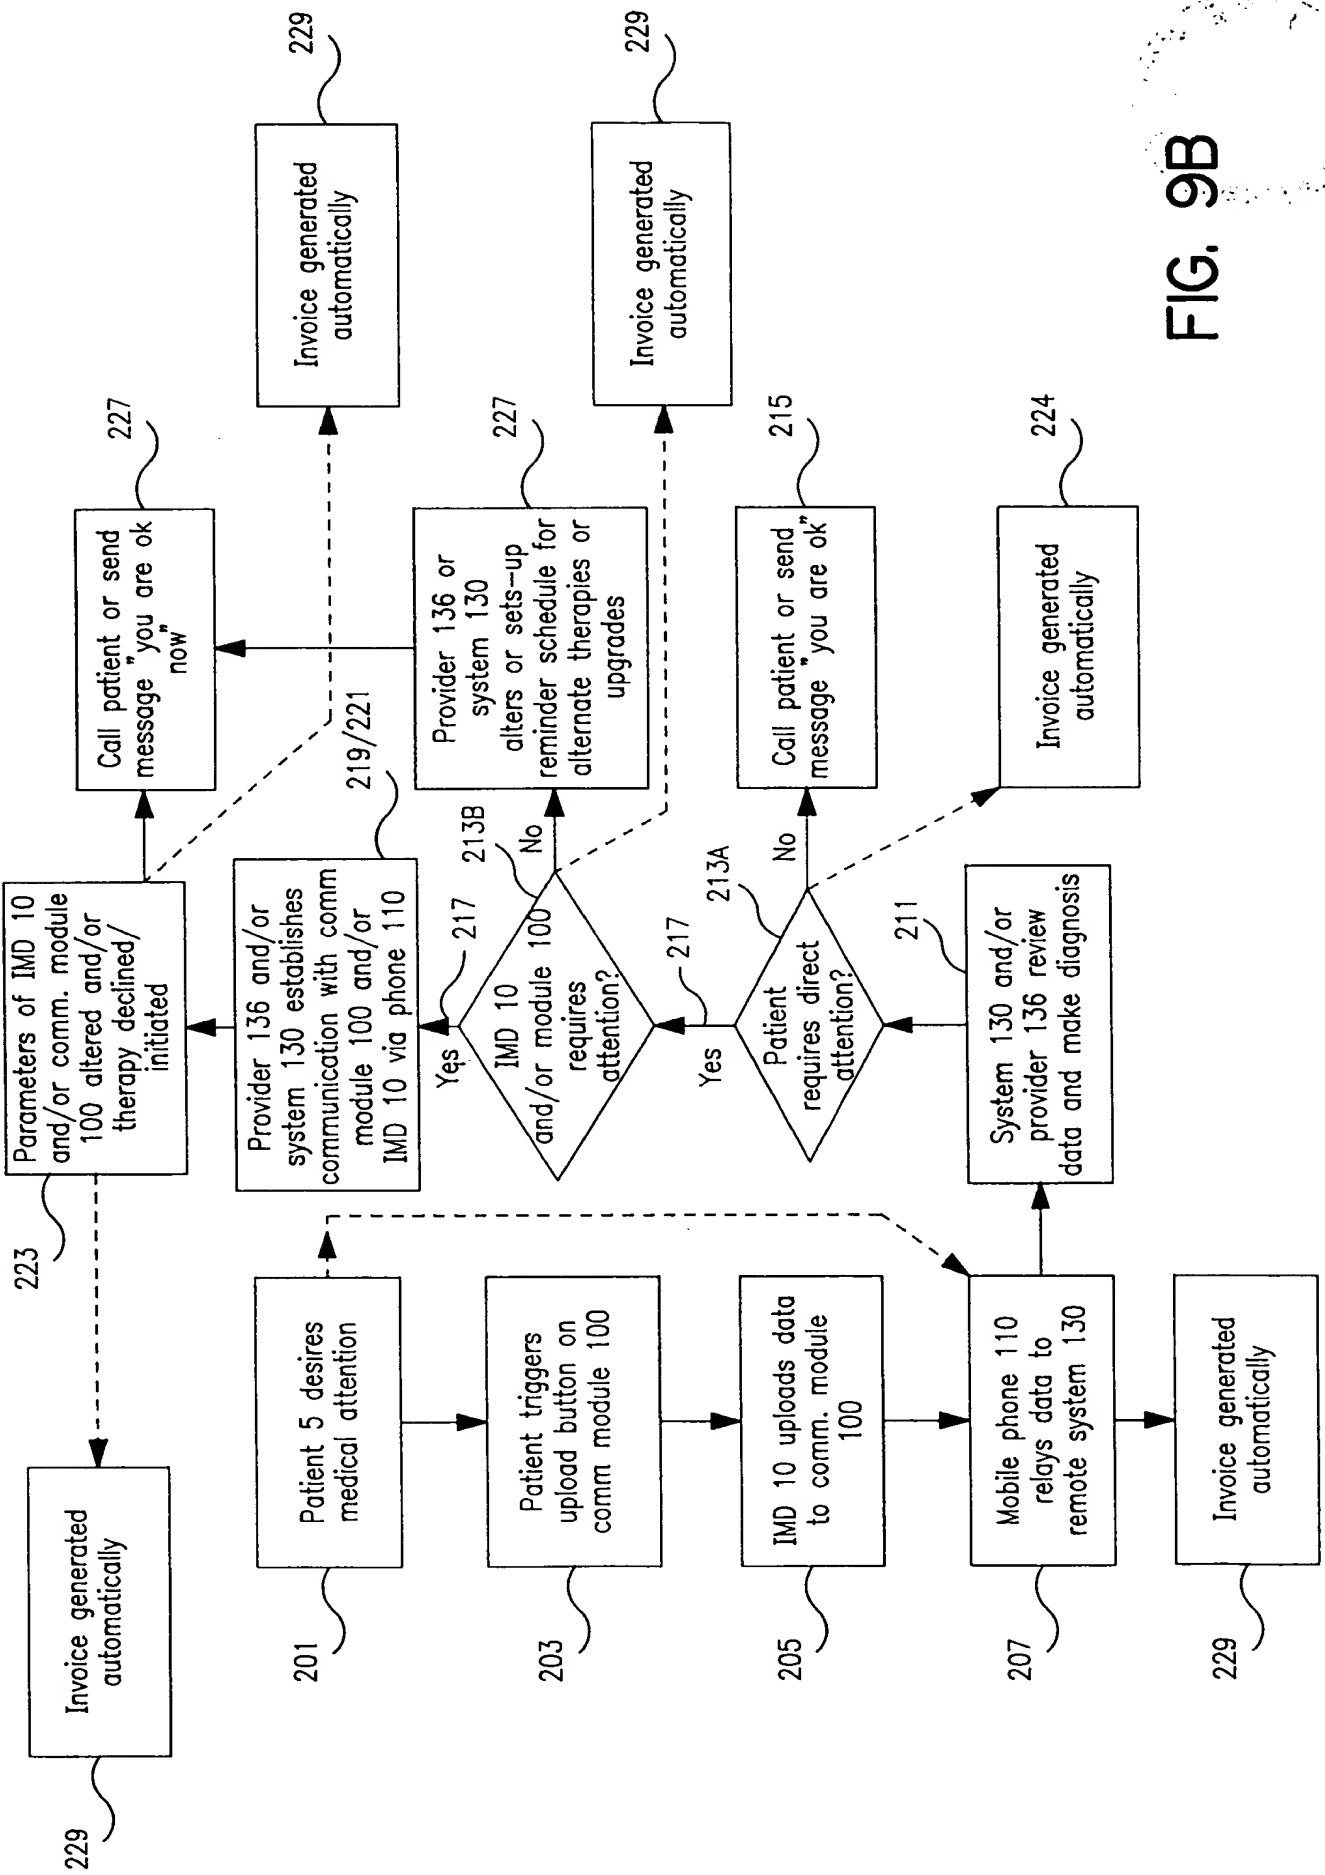 229
Invoice generated
automatically
223
Parameters of IMD 10
and/or comm. module
100 altered and/or
therapy declined/
initiated
Call patient or send
message "you are ok
now"
227
Invoice generated
automatically
229
Patient 5 desires
medical attention
201
Provider 136 and/or
system 130 establishes
communication with comm
module 100 and/or
IMD 10 via phone 110
219/221
217
Yes
Patient triggers
upload button on
comm module 100
203
IMD 10
and/or module 100
requires
attention?
213B
No
Provider 136 or
system 130
alters or sets-up
reminder schedule for
alternate therapies or
upgrades
227
Invoice generated
automatically
229
217
Yes
IMD 10 uploads data
to comm. module
100
205
Patient
requires direct
attention?
213A
No
Call patient or send
message "you are ok"
215
Mobile phone 110
relays data to
remote system 130
207
System 130 and/or
provider 136 review
data and make diagnosis
211
Invoice generated
automatically
224
Invoice generated
automatically
229
FIG. 9B